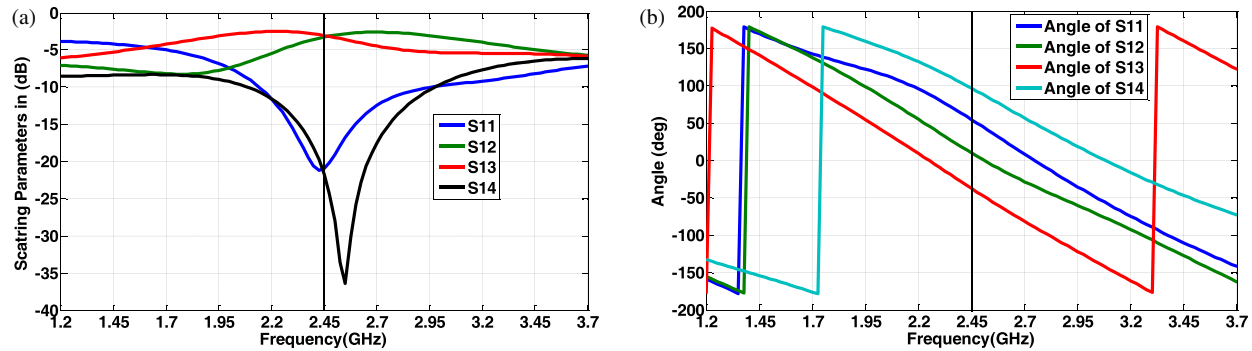 (a)
Scatring Parameters in (dB)
0
-5
-10
-15
-20
-25
-30
-35
-40
1.2 1.45 1.7 1.95 2.2 2.45 2.7 2.95 3.2 3.45 3.7
Frequency(GHz)
S11
S12
S13
S14
(b)
Angle (deg)
200
150
100
50
0
-50
-100
-150
-200
1.2 1.45 1.7 1.95 2.2 2.45 2.7 2.95 3.2 3.45 3.7
Frequency(GHz)
Angle of S11
Angle of S12
Angle of S13
Angle of S14